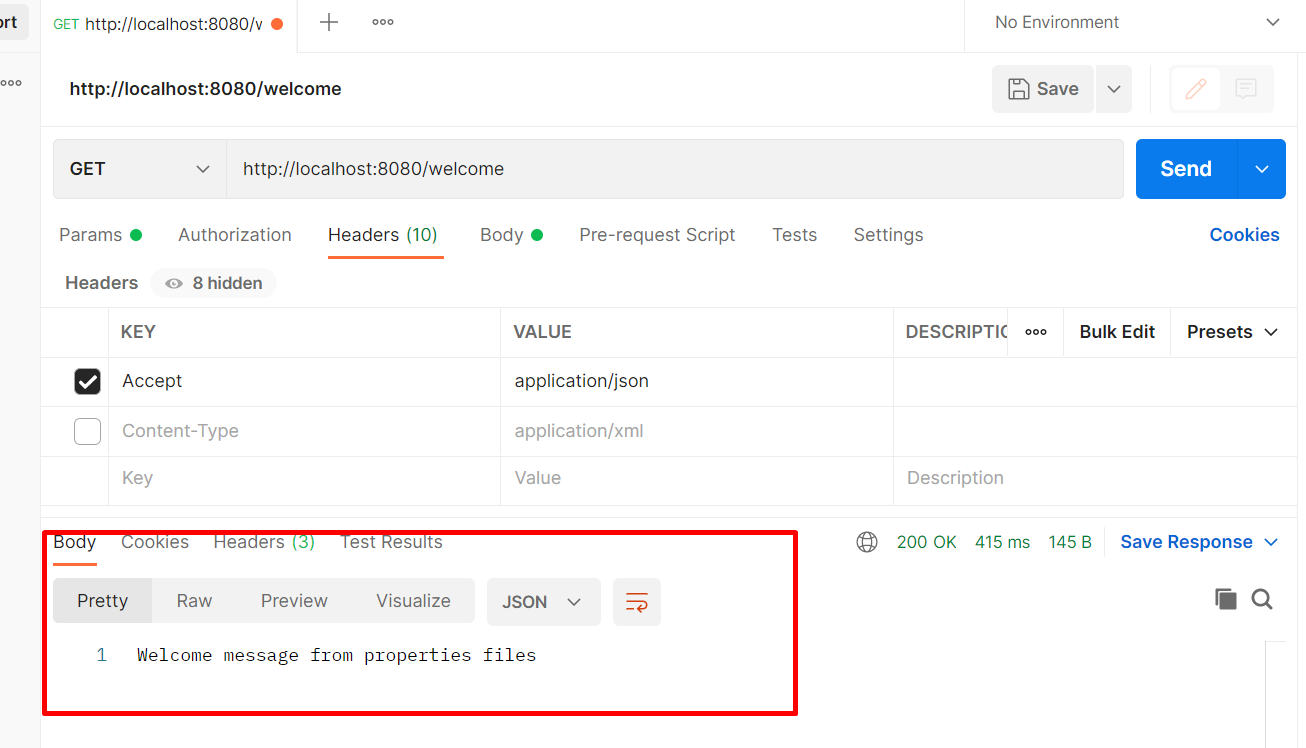 ort GET http://localhost:8080/v No Environment
http://localhost:8080/welcome Save
GET http://localhost:8080/welcome Send
Params Authorization Headers (10) Body Pre-request Script Tests Settings Cookies
Headers 8 hidden
KEY VALUE DESCRIPTIO Bulk Edit Presets
Accept application/json
Content-Type application/xml
Key Value Description
Body Cookies Headers (3) Test Results 200 OK 415 ms 145 B Save Response
Pretty Raw Preview Visualize JSON
1 Welcome message from properties files